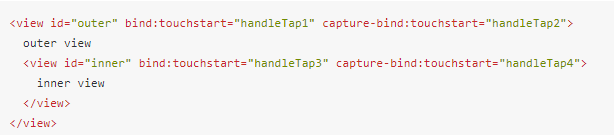 <view id="outer" bind:touchstart="handleTap1" capture-bind:touchstart="handleTap2">
outer view
<view id="inner" bind:touchstart="handleTap3" capture-bind:touchstart="handleTap4">
inner view
</view>
</view>